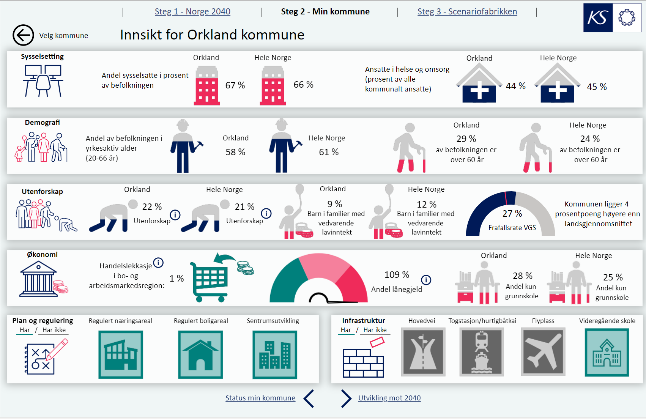 Steg 1 - Norge 2040 | Steg 2 - Min kommune | Steg 3 - Scenariofabrikken
KS
Velg kommune
Innsikt for Orkland kommune
Sysselsetting
Andel sysselsatte i prosent
av befolkningen
Orkland
67 %
Hele Norge
66 %
Ansatte i helse og omsorg
(prosent av alle
kommunalt ansatte)
Orkland
44 %
Hele Norge
45 %
Demografi
Andel av befolkningen i
yrkesaktiv alder
(20-66 år)
Orkland
58 %
Hele Norge
61 %
Orkland
29 %
av befolkningen er
over 60 år
Hele Norge
24 %
av befolkningen er
over 60 år
Utenforskap
Orkland
22 %
Utenforskap
Hele Norge
21 %
Utenforskap
Orkland
9 %
Barn i familier med
vedvarende
lavinntekt
Hele Norge
12 %
Barn i familier med
vedvarende
lavinntekt
27 %
Frafallsrate VGS
Kommunen ligger 4
prosentpoeng høyere enn
landsgjennomsnittet
Økonomi
Handelslekkasje
i bo- og
arbeidsmarkedsregion:
1 %
109 %
Andel lånegjeld
Orkland
28 %
Andel kun
grunnskole
Hele Norge
25 %
Andel kun
grunnskole
Plan og regulering
Har / Har ikke
Regulert næringsareal
Regulert boligareal
Sentrumsutvikling
Infrastruktur
Har / Har ikke
Hovedvei
Togstasjon/hurtigbåtkai
Flyplass
Videregående skole
Status min kommune
Utvikling mot 2040